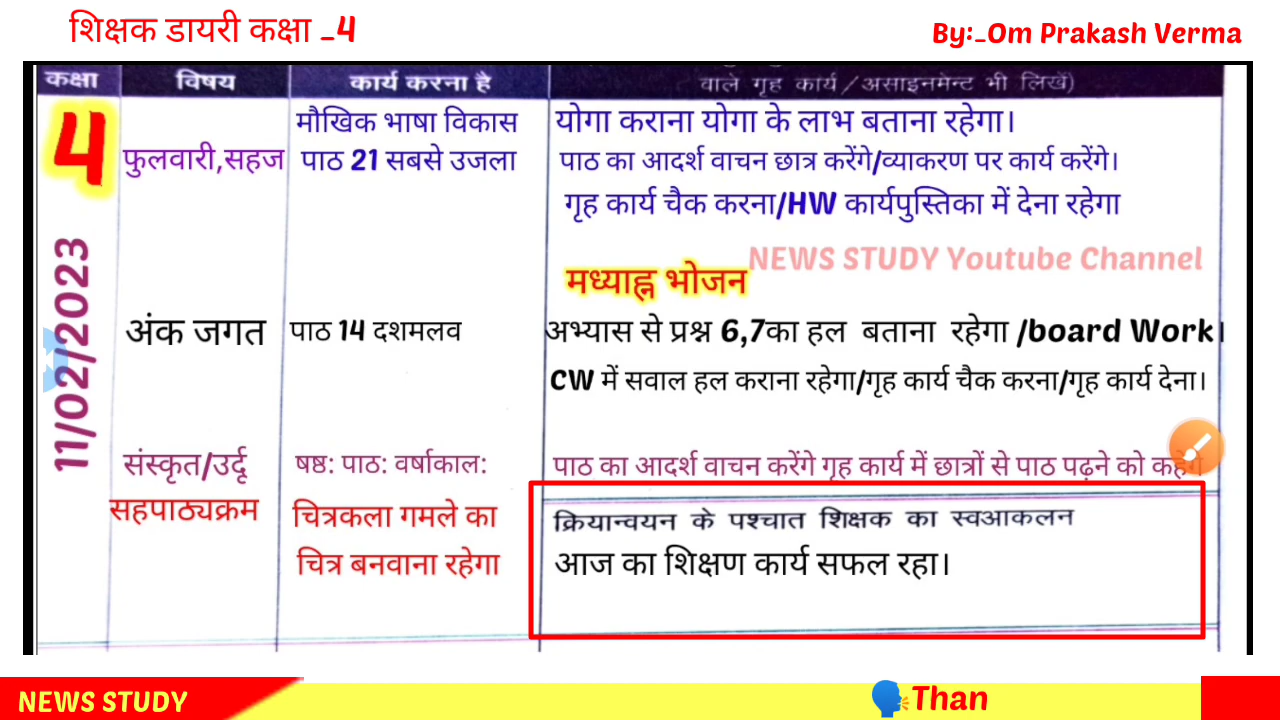 शिक्षक डायरी कक्षा -4
By:-Om Prakash Verma
कक्षा विषय कार्य करना है वाले गृह कार्य/असाइनमेन्ट भी लिखें)
4
11/02/2023
मौखिक भाषा विकास योगा कराना योगा के लाभ बताना रहेगा।
फुलवारी,सहज पाठ 21 सबसे उजला पाठ का आदर्श वाचन छात्र करेंगे/व्याकरण पर कार्य करेंगे।
गृह कार्य चैक करना/HW कार्यपुस्तिका में देना रहेगा
NEWS STUDY Youtube Channel
मध्याह्न भोजन
अंक जगत पाठ 14 दशमलव अभ्यास से प्रश्न 6,7का हल बताना रहेगा /board Work।
CW में सवाल हल कराना रहेगा/गृह कार्य चैक करना/गृह कार्य देना।
संस्कृत/उर्दू षष्ठ: पाठ: वर्षाकाल: पाठ का आदर्श वाचन करेंगे गृह कार्य में छात्रों से पाठ पढ़ने को कहेंगे
सहपाठ्यक्रम चित्रकला गमले का क्रियान्वयन के पश्चात शिक्षक का स्वआकलन
चित्र बनवाना रहेगा आज का शिक्षण कार्य सफल रहा।
NEWS STUDY
Than